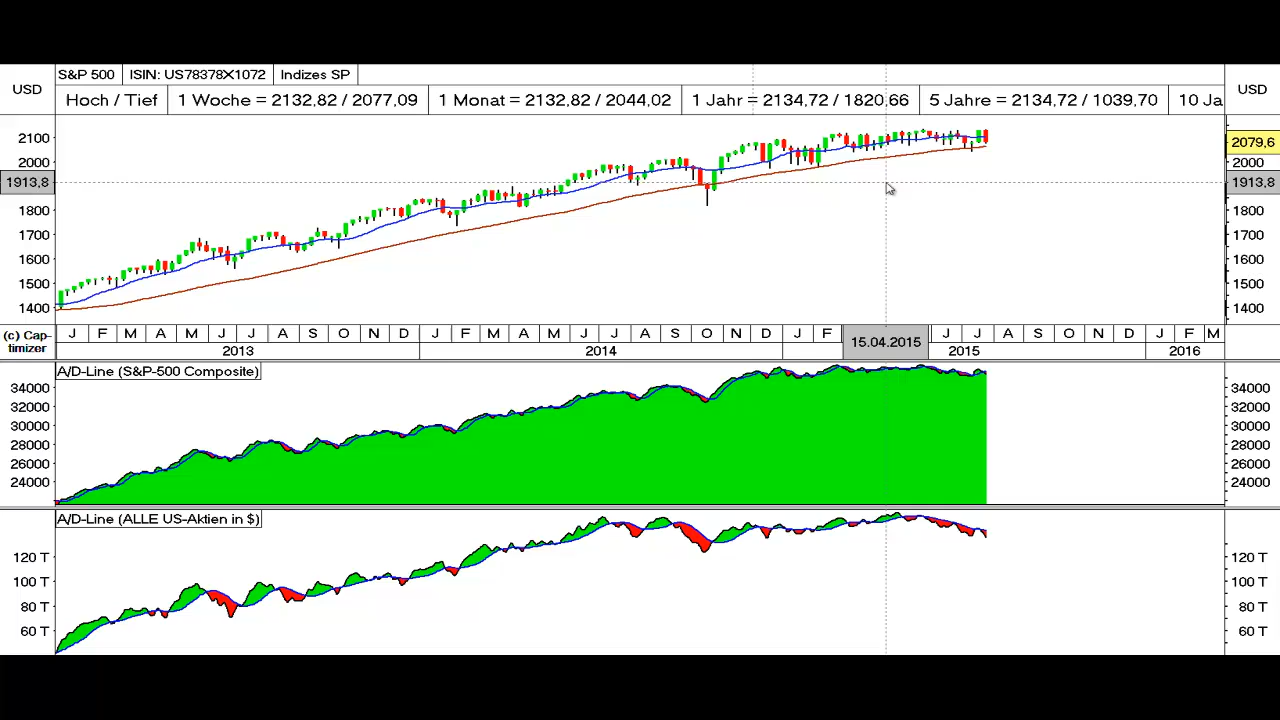 USD
S&P 500 ISIN: US78378X1072 Indizes SP
USD
Hoch / Tief 1 Woche = 2132,82 / 2077,09 1 Monat = 2132,82 / 2044,02 1 Jahr = 2134,72 / 1820,66 5 Jahre = 2134,72 / 1039,70 10 Ja
2100
2000
1913,8
1800
1700
1600
1500
1400
2079,6
2000
1913,8
1800
1700
1600
1500
1400
(c) Cap-
timizer
J F M A M J J A S O N D J F M A M J J A S O N D J F J J A S O N D J F M
15.04.2015
2013 2014 2015 2016
A/D-Line (S&P-500 Composite)
34000
32000
30000
28000
26000
24000
34000
32000
30000
28000
26000
24000
A/D-Line (ALLE US-Aktien in $)
120 T
100 T
80 T
60 T
120 T
100 T
80 T
60 T